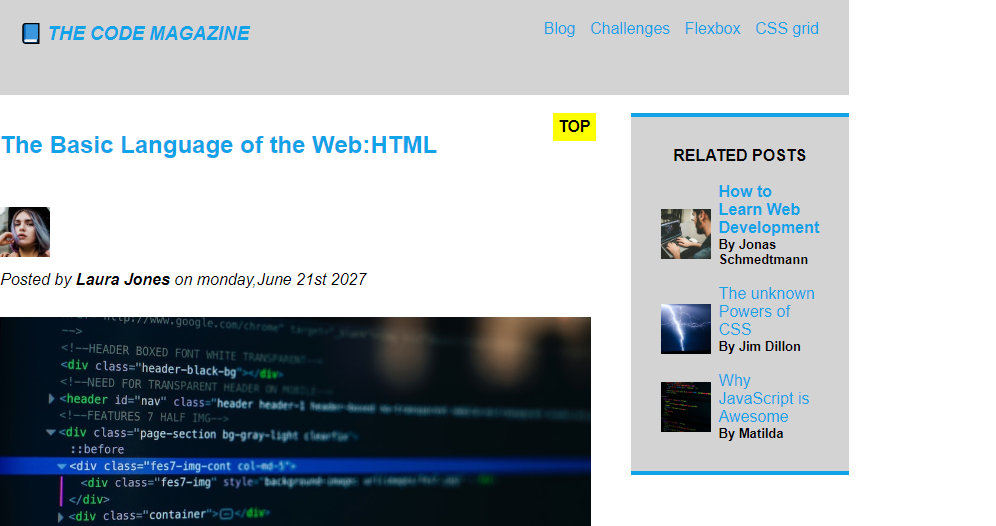 THE CODE MAGAZINE
Blog Challenges Flexbox CSS grid
TOP
The Basic Language of the Web:HTML
Posted by Laura Jones on monday,June 21st 2027
"http://www.google.com/chrome"
-->
<!--HEADER BOXED FONT WHITE TRANSPARENT-->
<div class="header-black-bg"></div>
<!--NEED FOR TRANSPARENT HEADER ON MOBILE-->
<header id="nav" class="header
<!--FEATURES 7 HALF IMG-->
<div class="page-section bg-gray-light clearfix">
::before
<div class="fes7-img-cont col-md-5">
<div class="fes7-img" style="background-image:
</div>
<div class="container"></div>
RELATED POSTS
How to
Learn Web
Development
By Jonas
Schmedtmann
The unknown
Powers of
CSS
By Jim Dillon
Why
JavaScript is
Awesome
By Matilda